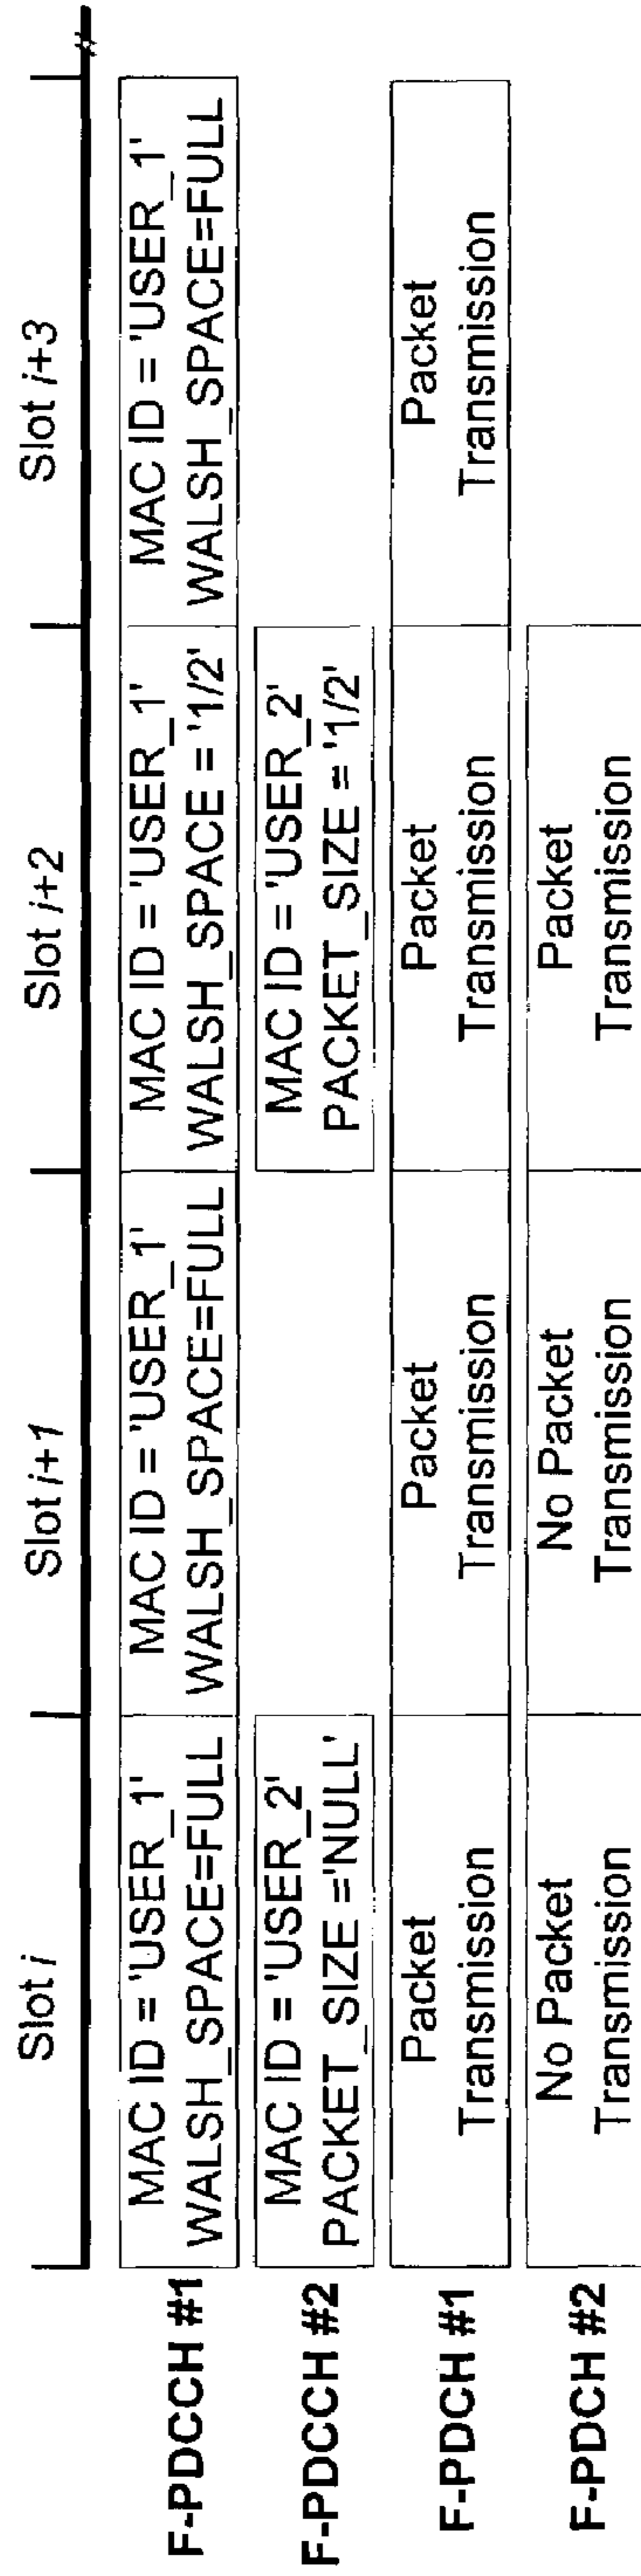 Slot i
Slot i+1
Slot i+2
Slot i+3
F-PDCCH #1
MAC ID = 'USER_1'
WALSH_SPACE=FULL
MAC ID = 'USER_1'
WALSH_SPACE=FULL
MAC ID = 'USER_1'
WALSH_SPACE = '1/2'
MAC ID = 'USER_1'
WALSH_SPACE=FULL
F-PDCCH #2
MAC ID = 'USER_2'
PACKET_SIZE ='NULL'
MAC ID = 'USER_2'
PACKET_SIZE = '1/2'
F-PDCH #1
Packet
Transmission
Packet
Transmission
Packet
Transmission
Packet
Transmission
F-PDCH #2
No Packet
Transmission
No Packet
Transmission
Packet
Transmission